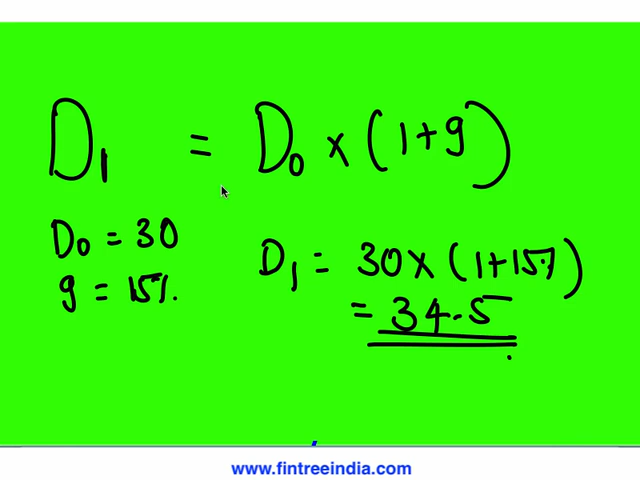 D₁ = D₀ × (1+g)
D₀ = 30
g = 15%.
D₁ = 30 × (1+15%)
= 34.5
www.fintreeindia.com